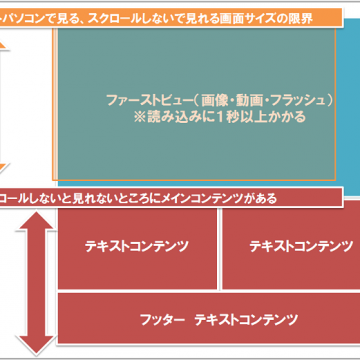 パソコンで見る、スクロールしないで見れる画面サイズの限界
ファーストビュー（画像・動画・フラッシュ）
※読み込みに１秒以上かかる
ロールしないと見れないところにメインコンテンツがある
テキストコンテンツ
テキストコンテンツ
フッター　テキストコンテンツ